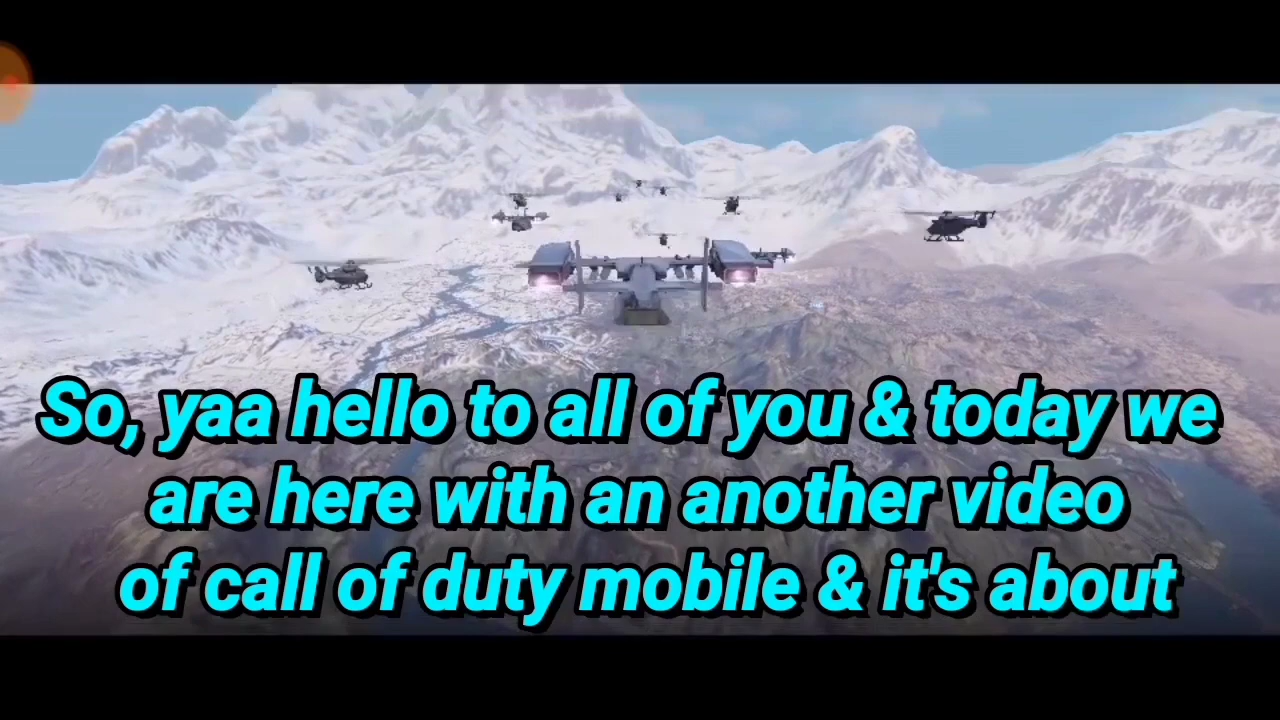 So, yaa hello to all of you & today we
are here with an another video
of call of duty mobile & it's about